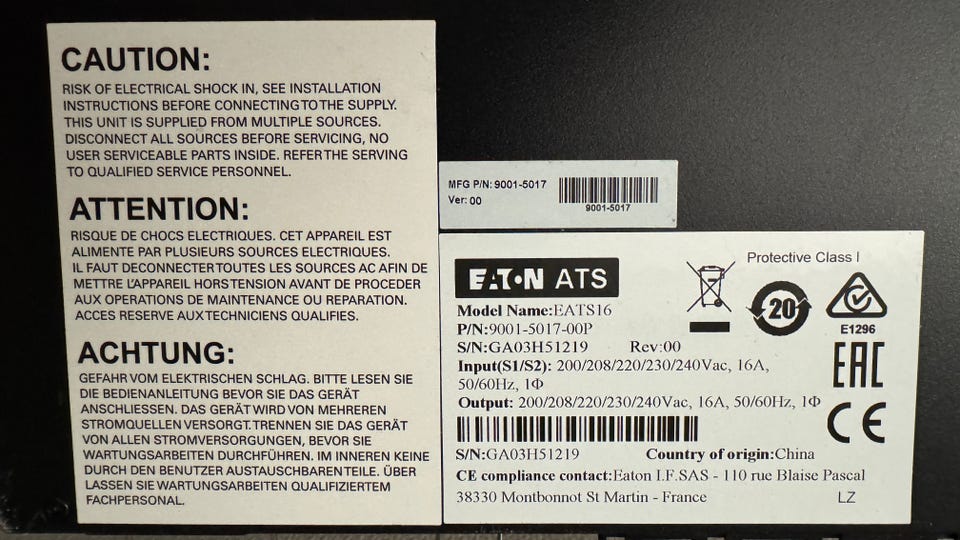 CAUTION:
RISK OF ELECTRICAL SHOCK IN, SEE INSTALLATION
INSTRUCTIONS BEFORE CONNECTING TO THE SUPPLY.
THIS UNIT IS SUPPLIED FROM MULTIPLE SOURCES.
DISCONNECT ALL SOURCES BEFORE SERVICING, NO
USER SERVICEABLE PARTS INSIDE. REFER THE SERVING
TO QUALIFIED SERVICE PERSONNEL.
ATTENTION:
RISQUE DE CHOCS ELECTRIQUES. CET APPAREIL EST
ALIMENTE PAR PLUSIEURS SOURCES ELECTRIQUES.
IL FAUT DECONNECTER TOUTES LES SOURCES AC AFIN DE
METTRE L'APPAREIL HORS TENSION AVANT DE PROCEDER
AUX OPERATIONS DE MAINTENANCE OU REPARATION.
ACCES RESERVE AUX TECHNICIENS QUALIFIES.
ACHTUNG:
GEFAHR VOM ELEKTRISCHEN SCHLAG. BITTE LESEN SIE
DIE BEDIENANLEITUNG BEVOR SIE DAS GERÄT
ANSCHLIESSEN. DAS GERÄT WIRD VON MEHREREN
STROMQUELLEN VERSORGT. TRENNEN SIE DAS GERÄT
VON ALLEN STROMVERSORGUNGEN, BEVOR SIE
WARTUNGSARBEITEN DURCHFÜHREN. IM INNEREN KEINE
DURCH DEN BENUTZER AUSTAUSCHBAREN TEILE. ÜBER
LASSEN SIE WARTUNGSARBEITEN QUALIFIZIERTEM
FACHPERSONAL.
MFG P/N: 9001-5017
Ver: 00
9001-5017
EATON ATS
Protective Class I
20
E1296
EAC
CE
Model Name:EATS16
P/N:9001-5017-00P
S/N:GA03H51219 Rev:00
Input(S1/S2): 200/208/220/230/240Vac, 16A,
50/60Hz, 1Φ
Output: 200/208/220/230/240Vac, 16A, 50/60Hz, 1Φ
S/N:GA03H51219 Country of origin:China
CE compliance contact:Eaton I.F.SAS - 110 rue Blaise Pascal
38330 Montbonnot St Martin - France LZ